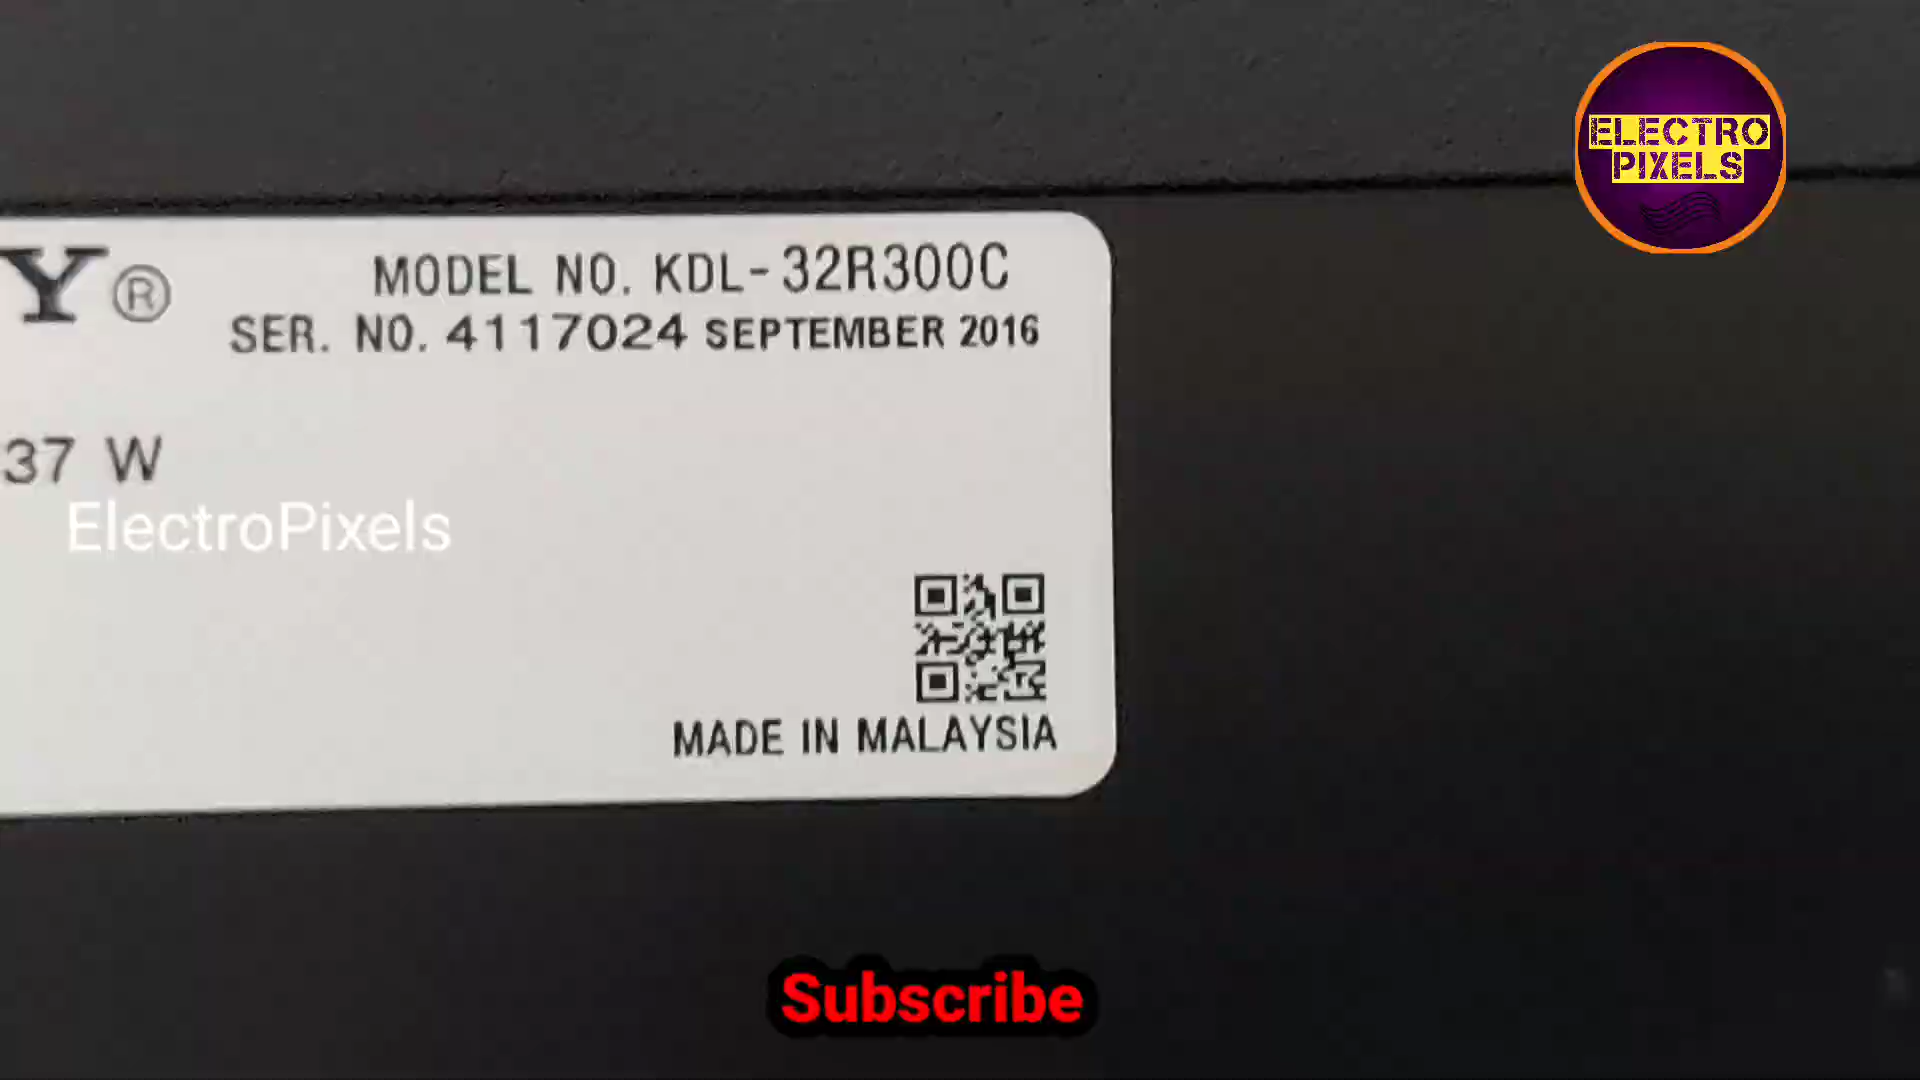 ELECTRO
PIXELS
Y®
MODEL NO. KDL-32R300C
SER. NO. 4117024 SEPTEMBER 2016
37 W
ElectroPixels
MADE IN MALAYSIA
Subscribe